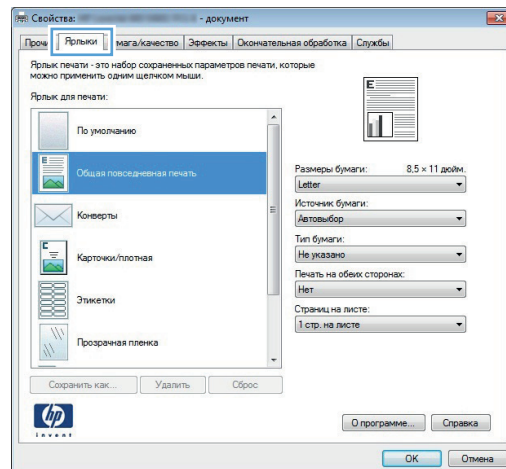 Свойства: - документ
Ярлыки мага/качество Эффекты Окончательная обработка Службы
Ярлык печати - это набор сохраненных параметров печати, которые
можно применить одним щелчком мыши.
Ярлык для печати:
По умолчанию
Общая повседневная печать
Конверты
Карточки/плотная
Этикетки
Прозрачная пленка
Сохранить как... Удалить Сброс
E
Размеры бумаги: 8,5 × 11 дюйм.
Letter
Источник бумаги:
Автовыбор
Тип бумаги:
Не указано
Печать на обеих сторонах:
Нет
Страниц на листе:
1 стр. на листе
hp
invent
О программе... Справка
OK Отмена